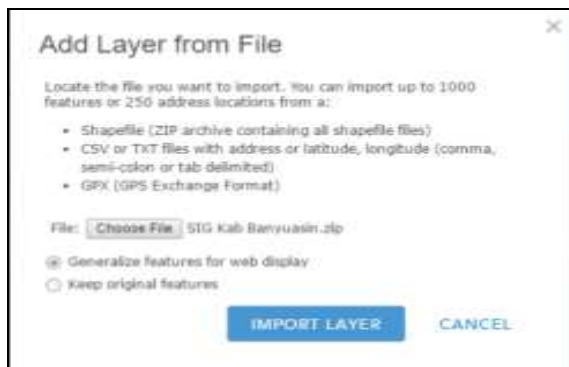 Add Layer from File
Locate the file you want to import. You can import up to 1000
features or 250 address locations from a:
• Shapefile (ZIP archive containing all shapefile files)
• CSV or TXT files with address or latitude, longitude (comma,
semi-colon or tab delimited)
• GPX (GPS Exchange Format)
File: Choose File SIG Kab Banyuasin.zip
Generalize features for web display
Keep original features
IMPORT LAYER CANCEL